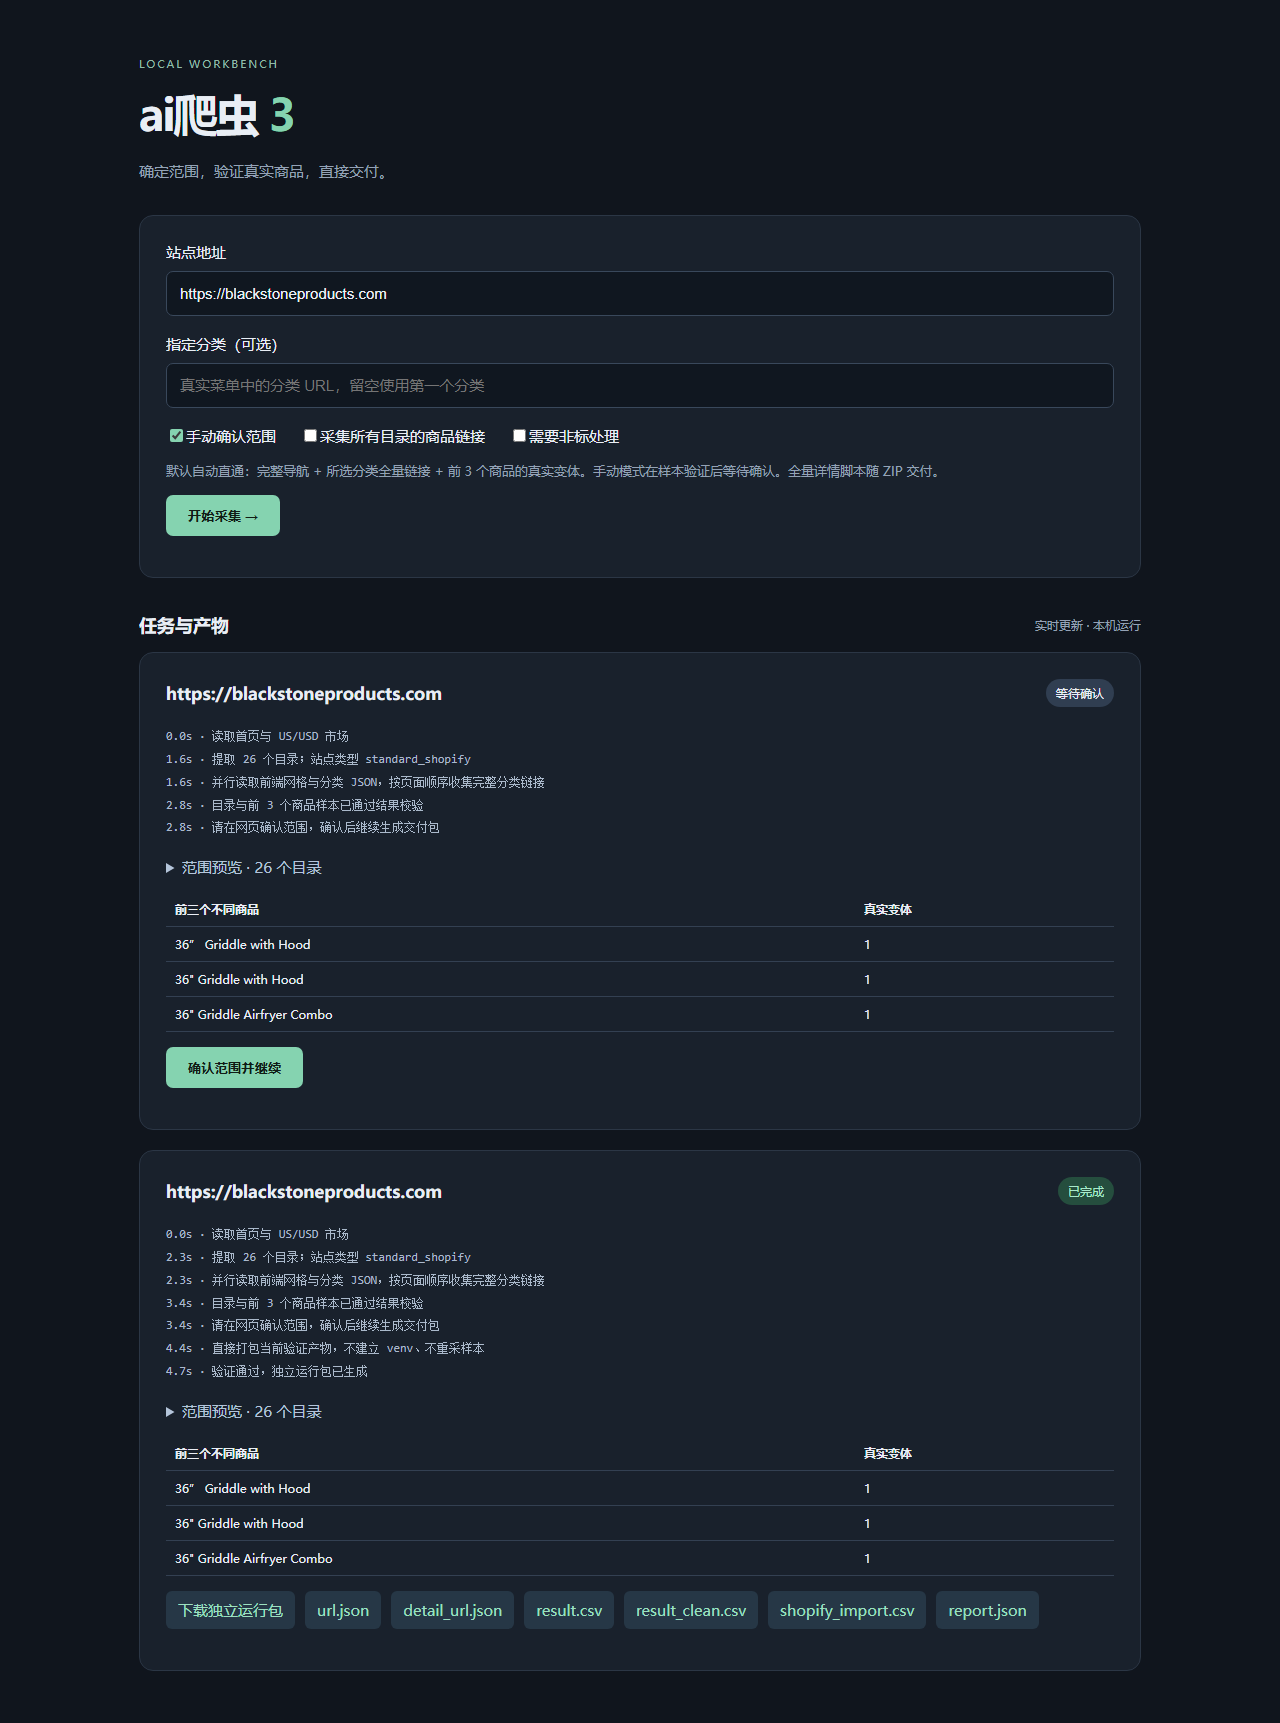 LOCAL WORKBENCH
ai爬虫 3
确定范围，验证真实商品，直接交付。
站点地址
https://blackstoneproducts.com
指定分类（可选）
真实菜单中的分类 URL，留空使用第一个分类
手动确认范围 采集所有目录的商品链接 需要非标处理
默认自动直通：完整导航 + 所选分类全量链接 + 前 3 个商品的真实变体。手动模式在样本验证后等待确认。全量详情脚本随 ZIP 交付。
开始采集 →
任务与产物 实时更新 · 本机运行
https://blackstoneproducts.com 等待确认
0.0s · 读取首页与 US/USD 市场
1.6s · 提取 26 个目录；站点类型 standard_shopify
1.6s · 并行读取前端网格与分类 JSON，按页面顺序收集完整分类链接
2.8s · 目录与前 3 个商品样本已通过结果校验
2.8s · 请在网页确认范围，确认后继续生成交付包
▶ 范围预览 · 26 个目录
前三个不同商品 真实变体
36″ Griddle with Hood 1
36" Griddle with Hood 1
36" Griddle Airfryer Combo 1
确认范围并继续
https://blackstoneproducts.com 已完成
0.0s · 读取首页与 US/USD 市场
2.3s · 提取 26 个目录；站点类型 standard_shopify
2.3s · 并行读取前端网格与分类 JSON，按页面顺序收集完整分类链接
3.4s · 目录与前 3 个商品样本已通过结果校验
3.4s · 请在网页确认范围，确认后继续生成交付包
4.4s · 直接打包当前验证产物，不建立 venv、不重采样本
4.7s · 验证通过，独立运行包已生成
▶ 范围预览 · 26 个目录
前三个不同商品 真实变体
36″ Griddle with Hood 1
36" Griddle with Hood 1
36" Griddle Airfryer Combo 1
下载独立运行包 url.json detail_url.json result.csv result_clean.csv shopify_import.csv report.json